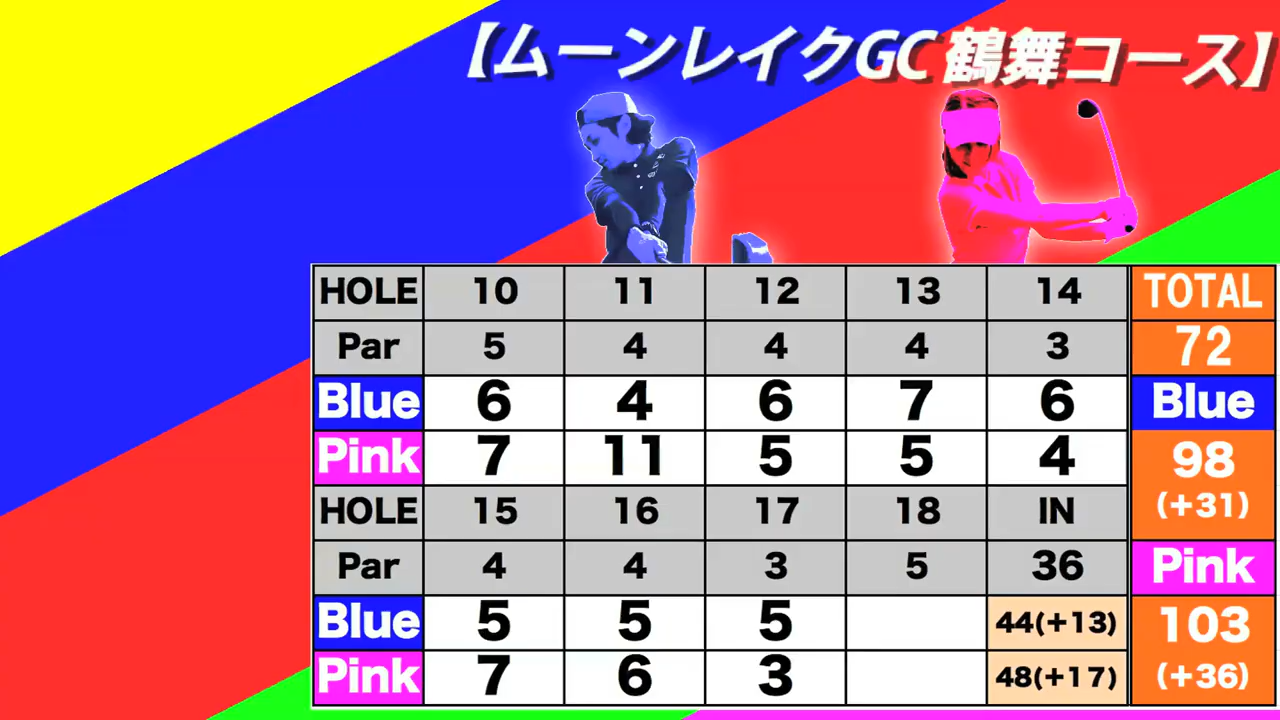 【ムーンレイクGC 鶴舞コース】
HOLE 10 11 12 13 14 TOTAL
Par 5 4 4 4 3 72
Blue 6 4 6 7 6 Blue
Pink 7 11 5 5 4 98
HOLE 15 16 17 18 IN (+31)
Par 4 4 3 5 36 Pink
Blue 5 5 5 44(+13) 103
Pink 7 6 3 48(+17) (+36)